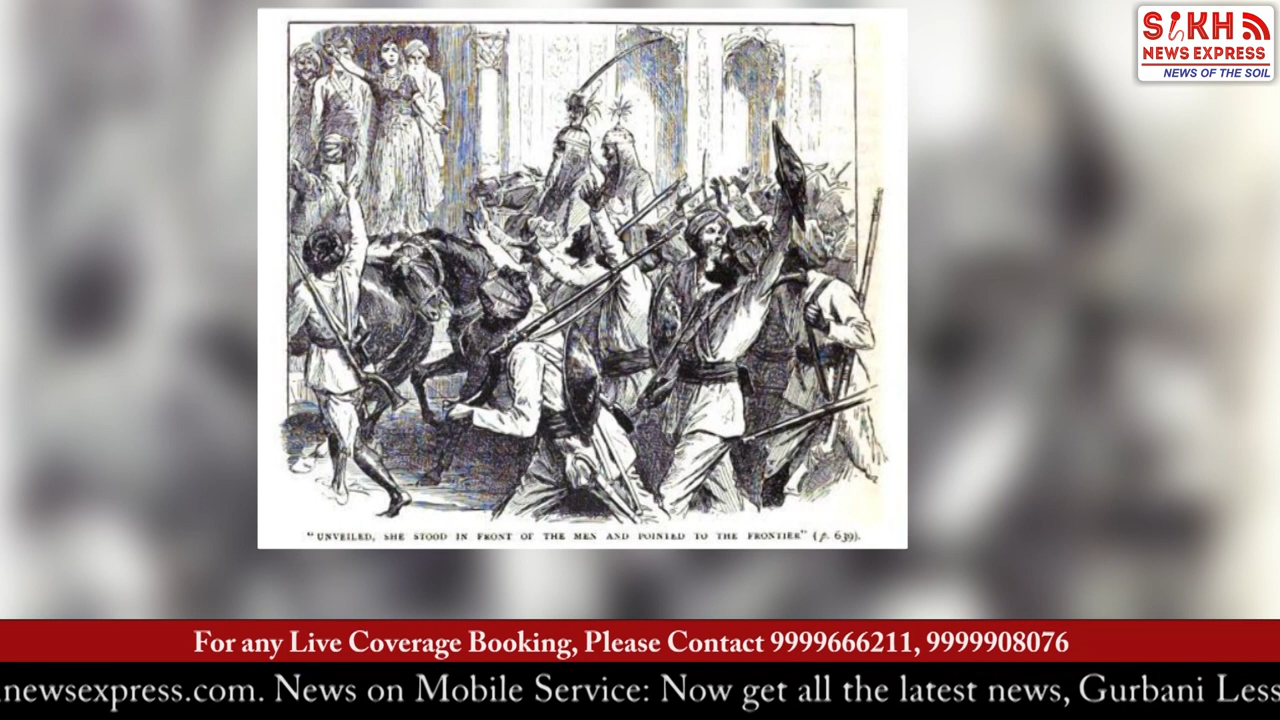 SiKH
NEWS EXPRESS
NEWS OF THE SOIL
"UNVEILED, SHE STOOD IN FRONT OF THE MEN AND POINTED TO THE FRONTIER" (p. 639).
For any Live Coverage Booking, Please Contact 9999666211, 9999908076
newsexpress.com. News on Mobile Service: Now get all the latest news, Gurbani Less